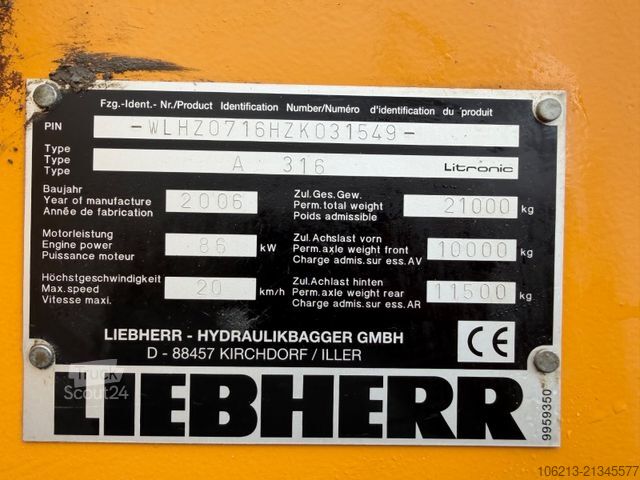 Fzg.-Ident.- Nr./Product Identification Number/Numéro d'identification du produit
PIN -WLHZ0716HZK031549-
Type
Type A 316 Litronic
Type
Baujahr
Year of manufacture 2006
Année de fabrication
Zul.Ges.Gew.
Perm.total weight 21000 kg
Poids admissible
Motorleistung
Engine power 86 kW
Puissance moteur
Zul.Achslast vorn
Perm.axle weight front 10000 kg
Charge admis.sur ess.AV
Höchstgeschwindigkeit
Max.speed 20 km/h
Vitesse maxi.
Zul.Achlast hinten
Perm.axle weight rear 11500 kg
Charge admis.sur ess.AR
LIEBHERR - HYDRAULIKBAGGER GMBH
D - 88457 KIRCHDORF / ILLER
CE
LIEBHERR
9959350
Truck
Scout24
106213-21345577